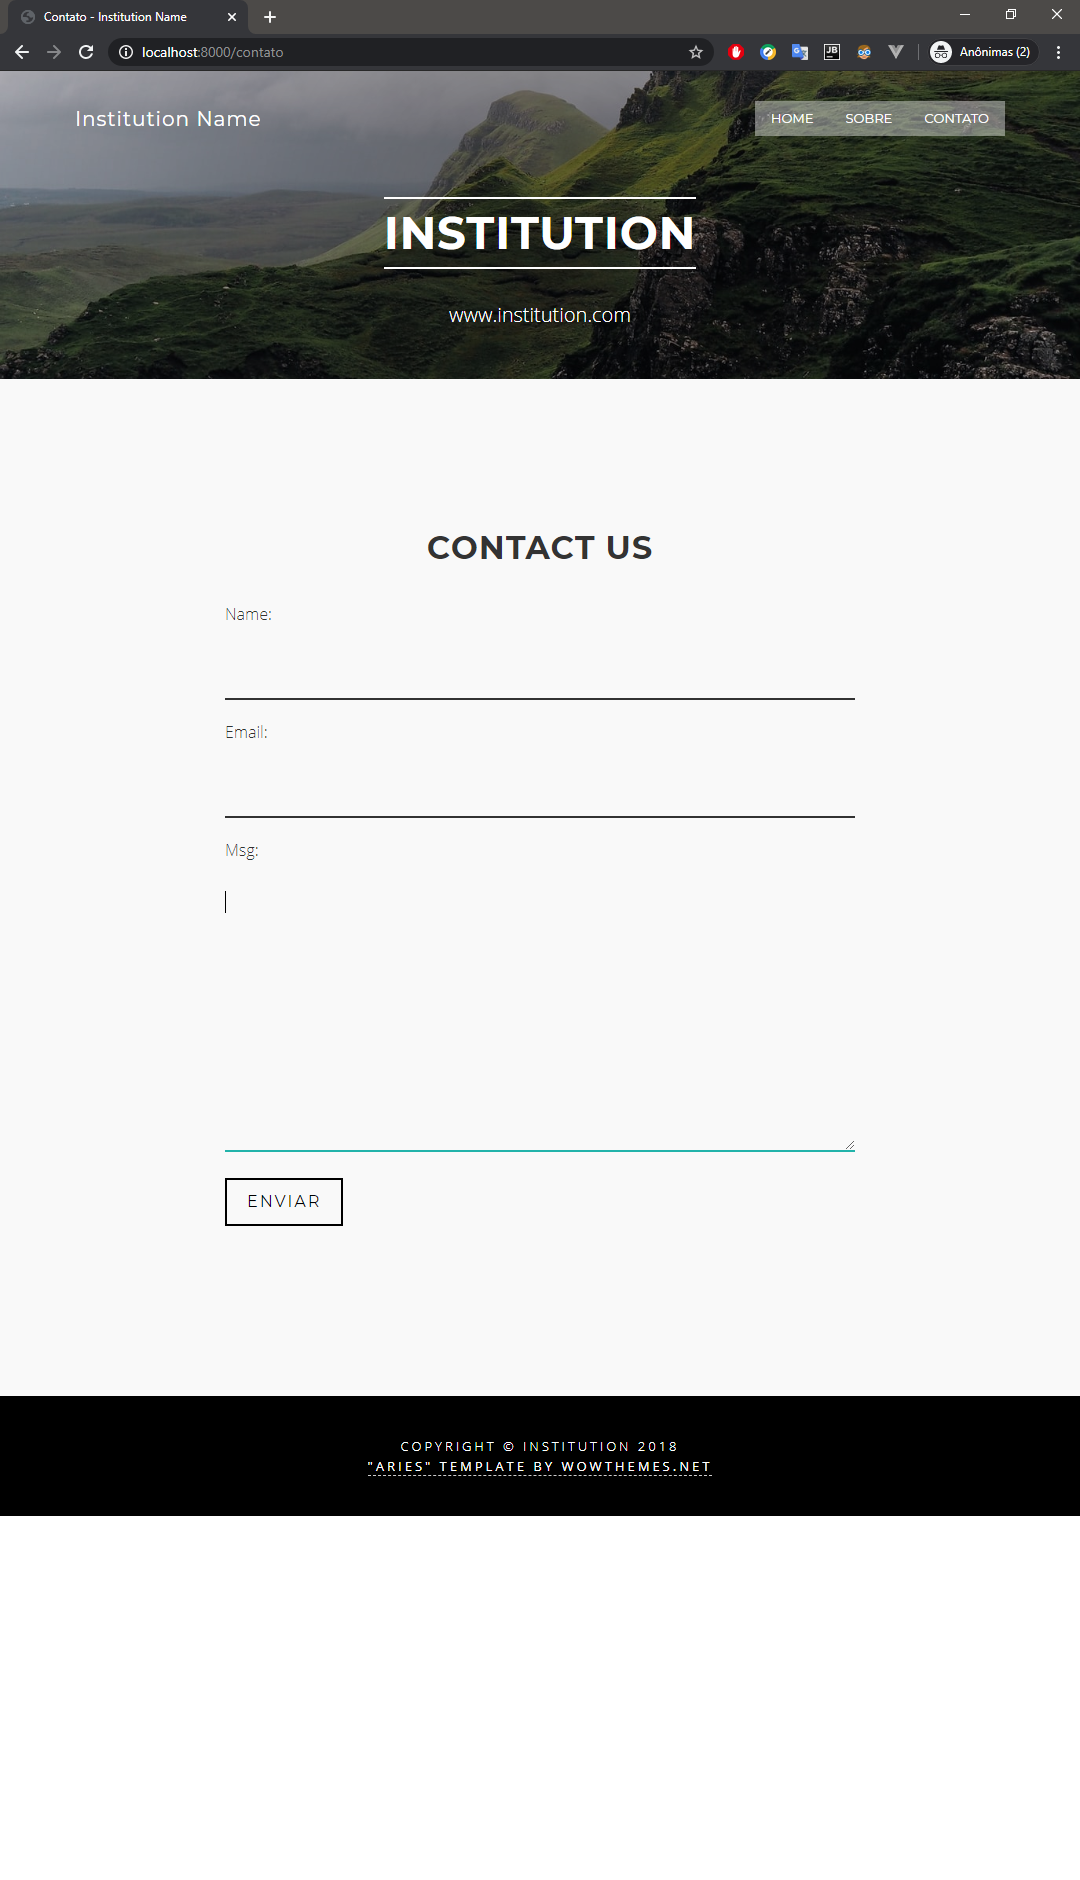 Contato - Institution Name
localhost:8000/contato
JB
Anônimas (2)
Institution Name
HOME SOBRE CONTATO
INSTITUTION
www.institution.com
CONTACT US
Name:
Email:
Msg:
ENVIAR
COPYRIGHT © INSTITUTION 2018
"ARIES" TEMPLATE BY WOWTHEMES.NET